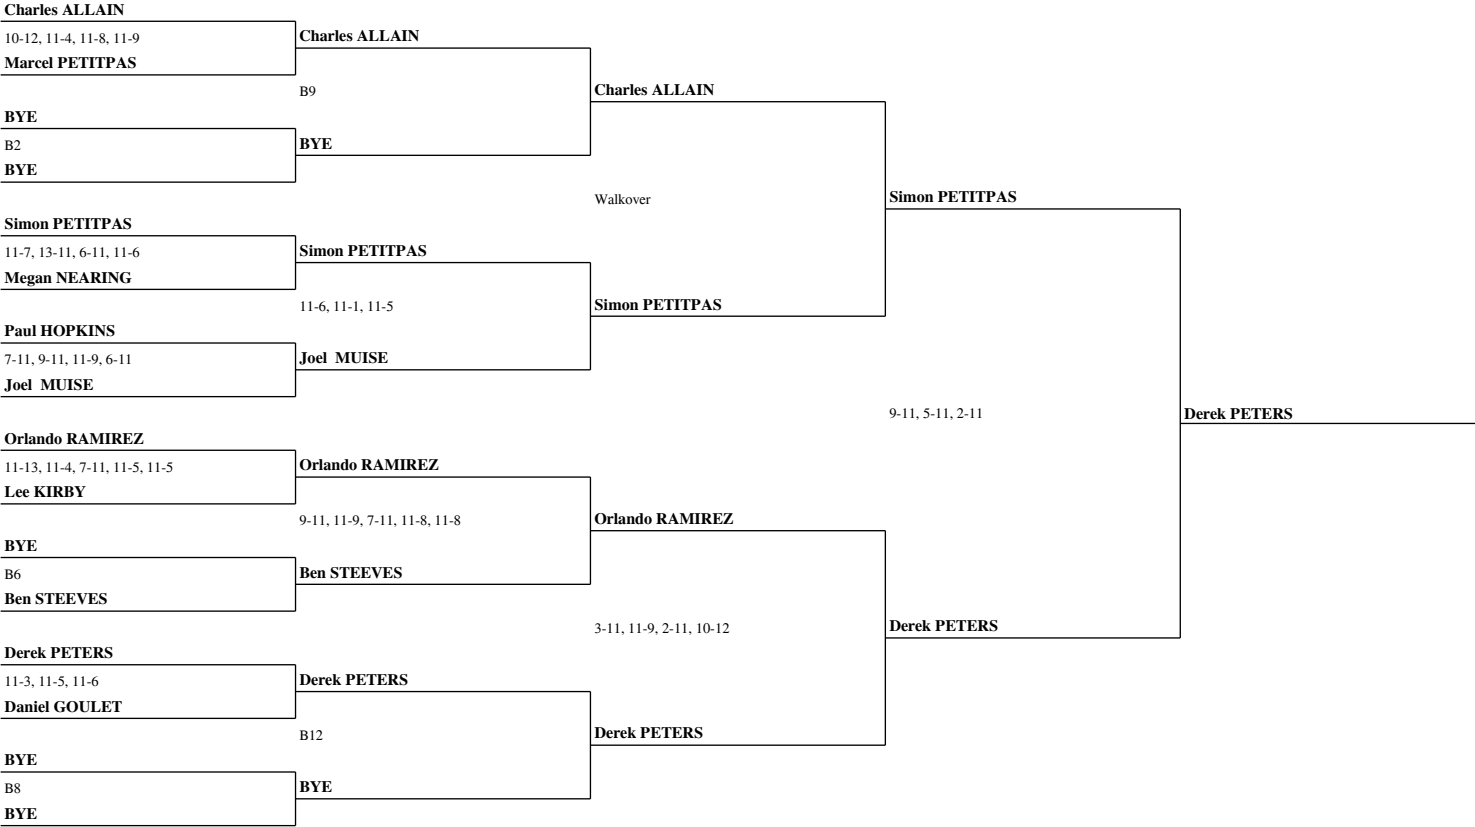 Charles ALLAIN
10-12, 11-4, 11-8, 11-9
Charles ALLAIN
Marcel PETITPAS
B9
Charles ALLAIN
BYE
B2
BYE
BYE
Walkover
Simon PETITPAS
Simon PETITPAS
11-7, 13-11, 6-11, 11-6
Simon PETITPAS
Megan NEARING
11-6, 11-1, 11-5
Simon PETITPAS
Paul HOPKINS
7-11, 9-11, 11-9, 6-11
Joel MUISE
Joel MUISE
9-11, 5-11, 2-11
Derek PETERS
Orlando RAMIREZ
11-13, 11-4, 7-11, 11-5, 11-5
Orlando RAMIREZ
Lee KIRBY
9-11, 11-9, 7-11, 11-8, 11-8
Orlando RAMIREZ
BYE
B6
Ben STEEVES
Ben STEEVES
3-11, 11-9, 2-11, 10-12
Derek PETERS
Derek PETERS
11-3, 11-5, 11-6
Derek PETERS
Daniel GOULET
B12
Derek PETERS
BYE
B8
BYE
BYE